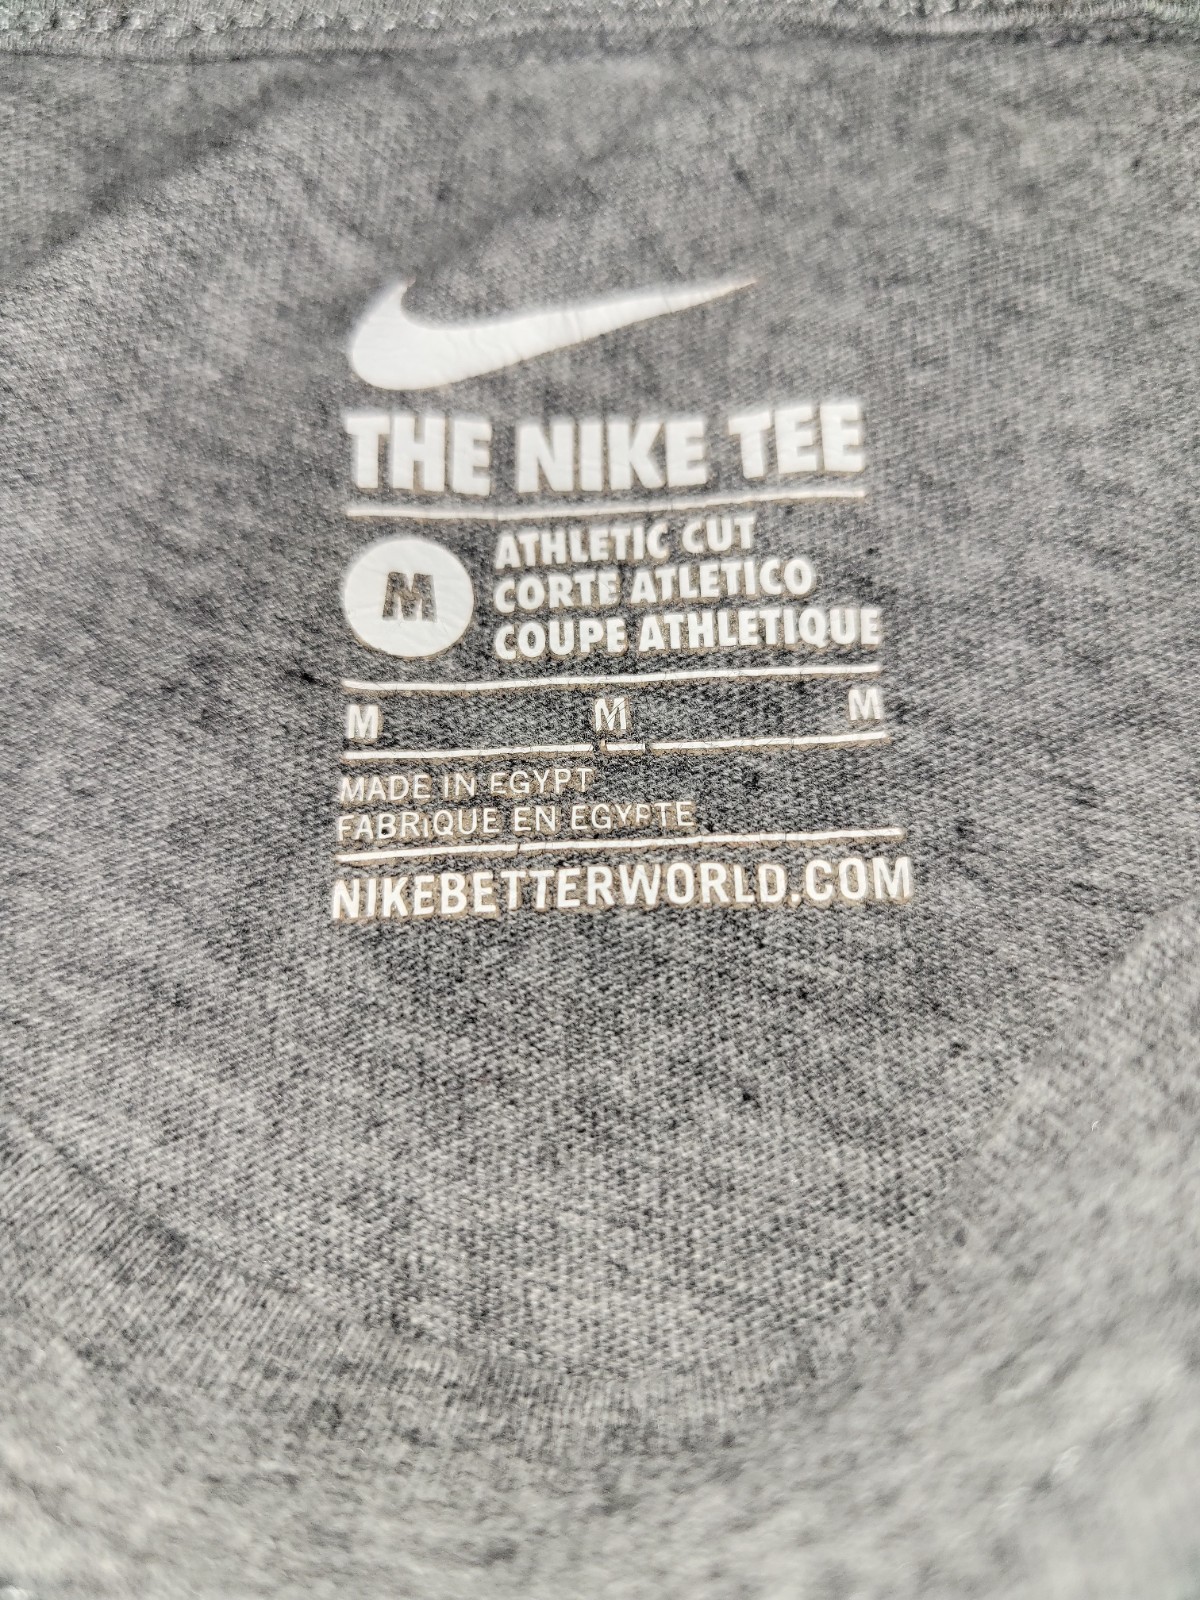 THE NIKE TEE
M
ATHLETIC CUT
CORTE ATLETICO
COUPE ATHLETIQUE
M M M
MADE IN EGYPT
FABRIQUE EN EGYPTE
NIKEBETTERWORLD.COM